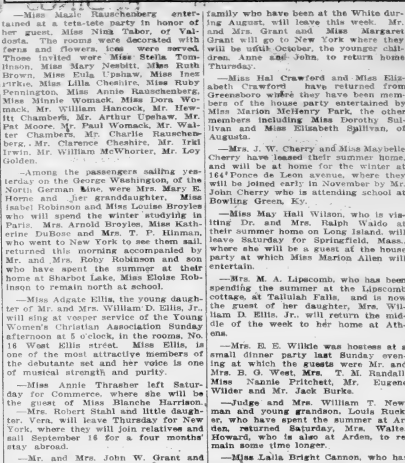 —Miss Maxie Rauschenberg enter-
tained at a tete-tete party in honor of
her guest, Miss Nina Tabor, of Val-
dosta. The rooms were decorated with
ferns and flowers, ices were served.
Those invited were Miss Stella Tom-
linson, Miss Mary Nesbitt, Miss Ruth
Brown, Miss Eula Upshaw, Miss Inez
Pirke, Miss Lilla Cheshire, Miss Ruby
Pennington, Miss Annie Rauschenberg,
Miss Minnie Womack, Miss Dora Wo-
mack, Mr. William Hancock, Mr. Hew-
itt Chambers, Mr. Arthur Upshaw, Mr.
Pat Moore, Mr. Paul Womack, Mr. Wal-
ter Chambers, Mr. Charlie Rauschen-
berg, Mr. Clarence Cheshire, Mr. Irki
Irwin, Mr. William McWhorter, Mr. Loy
Golden.
—Among the passengers sailing yes-
terday on the George Washington, of the
North German Line, were Mrs. Mary E.
Horne and her granddaughter, Miss
Isabel Robinson and Miss Louise Broyles
who will spend the winter studying in
Paris. Mrs. Arnold Broyles, Miss Kath-
erine DuBose and Mrs. T. P. Hinman,
who went to New York to see them sail,
returned this morning accompanied by
Mr. and Mrs. Roby Robinson and son
who have spent the summer at their
home at Sharbot Lake, Miss Eloise Rob-
inson to remain north at school.
—Miss Adgate Ellis, the young daugh-
ter of Mr. and Mrs. William D. Ellis, Jr.,
will sing at vesper service of the Young
Women's Christian Association Sunday
afternoon at 5 o'clock, in the rooms, No.
16 West Ellis street. Miss Ellis, is
one of the most attractive members of
the debutante set and her voice is one
of musical strength and purity.
—Miss Annie Thrasher left Satur-
day for Commerce, where she will be
the guest of Miss Blanche Harrison.
—Mrs. Robert Stahl and little daugh-
ter, Vern, will leave Thursday for New
York, where they will join relatives and
sail September 16 for a four months'
stay abroad.
—Mr. and Mrs. John W. Grant and
family who have been at the White dur-
ing August, will leave this week. Mr.
and Mrs. Grant and Miss Margaret
Grant will go to New York where they
will be until October, the younger chil-
dren, Anne and John, to return home
Thursday.
—Miss Hal Crawford and Miss Eliz-
abeth Crawford have returned from
Greensboro where they have been mem-
bers of the house party entertained by
Miss Marion McHenry Park, the other
members including Miss Dorothy Sul-
livan and Miss Elizabeth Sullivan, of
Augusta.
—Mrs. J. W. Cherry and Miss Maybelle
Cherry have leased their summer home,
and will be at home for the winter at
164 Ponce de Leon avenue, where they
will be joined early in November by Mr.
John Cherry who is attending school at
Bowling Green, Ky.
—Miss May Hall Wilson, who is vis-
iting Dr. and Mrs. Ralph Waldo at
their summer home on Long Island, will
leave Saturday for Springfield, Mass.,
where she will be a guest at the house
party at which Miss Marion Allen will
entertain.
—Mrs. M. A. Lipscomb, who has been
spending the summer at the Lipscomb
cottage, at Tallulah Falls, and is now
the guest of her daughter, Mrs. Wil-
liam D. Ellis, Jr., will return the mid-
dle of the week to her home at Ath-
ens.
—Mrs. E. E. Wilkie was hostess at a
small dinner party last Sunday even-
ing at which the guests were Mr. and
Mrs. B. G. West, Mrs. T. M. Randall
Miss Nannie Pritchett, Mr. Eugene
Wilder and Mr. Jack Burke.
—Judge and Mrs. William T. New-
man and young grandson, Louis Ruck-
er, who have spent the summer at Ar-
den, returned Saturday, Mrs. Walter
Howard, who is also at Arden, to re-
main some time longer.
—Miss Lalla Bright Cannon, who has